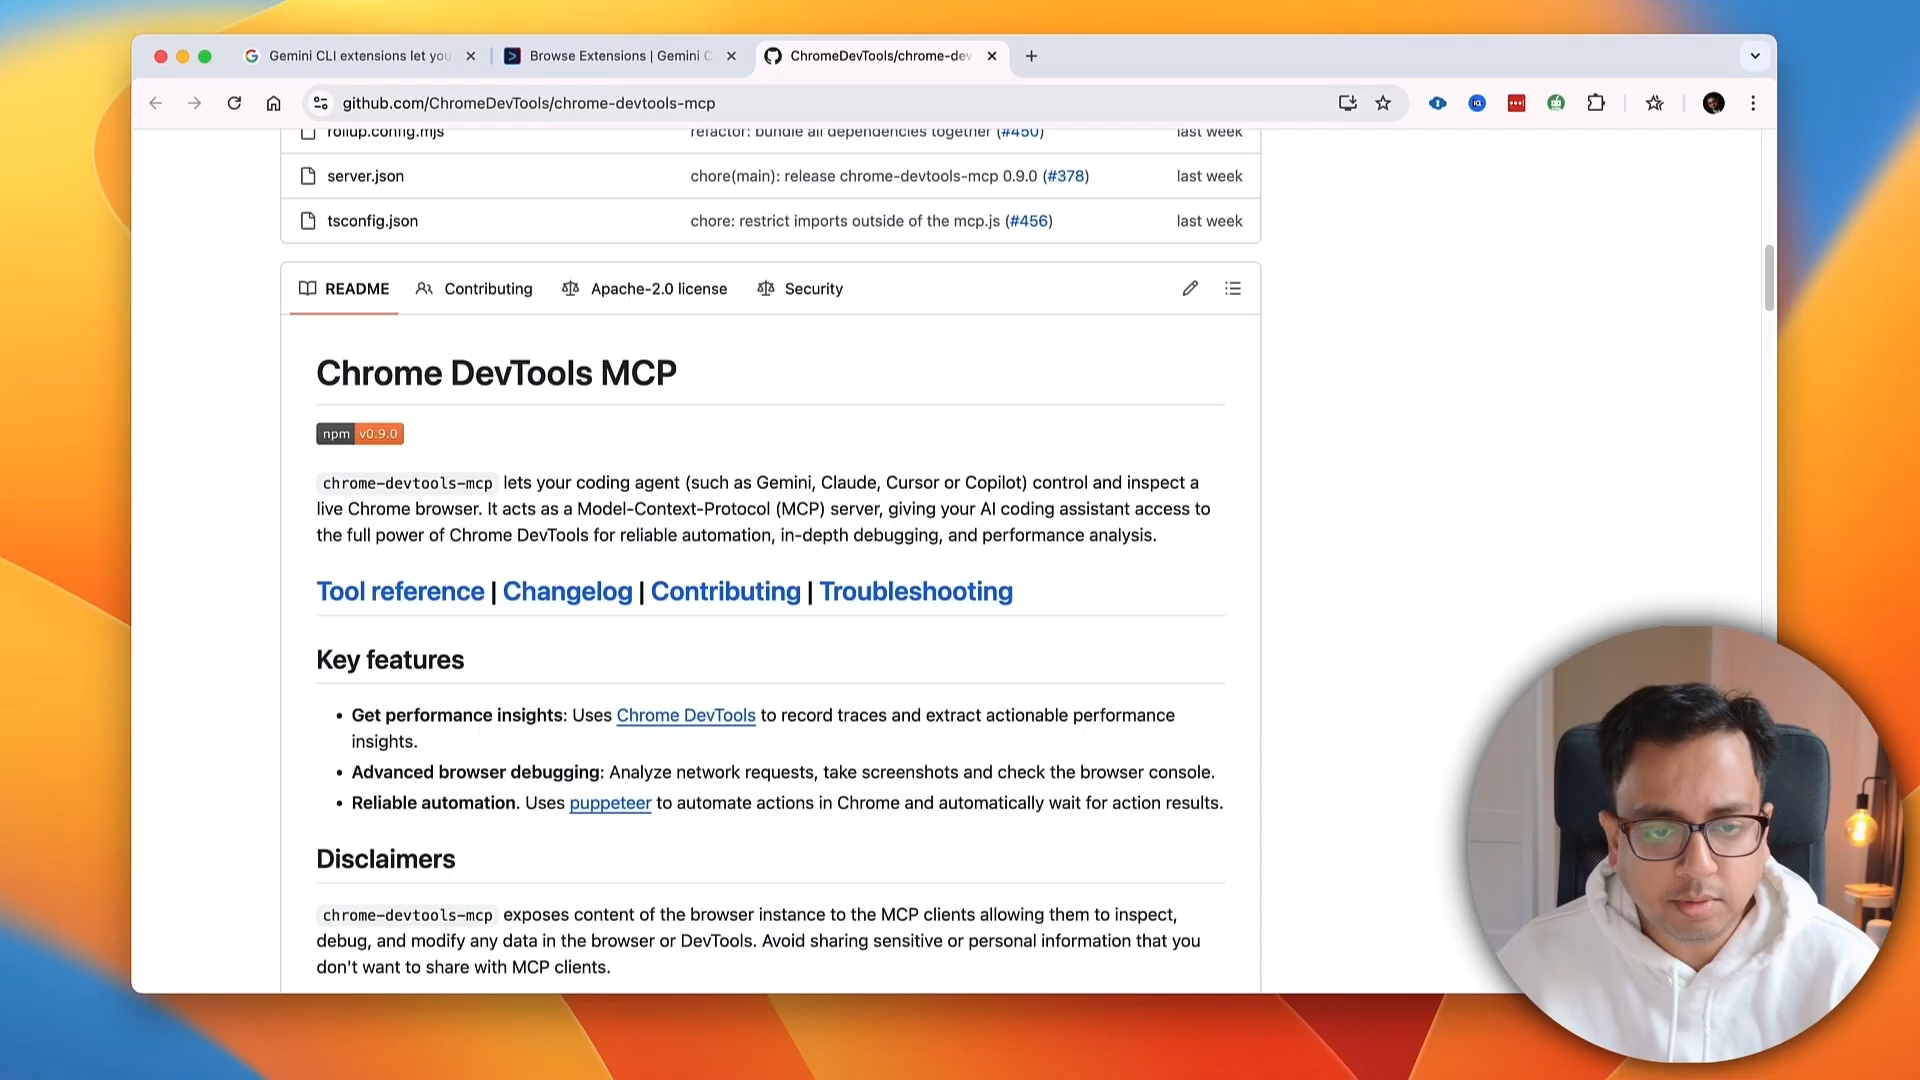 Gemini CLI extensions let you
Browse Extensions | Gemini C
ChromeDevTools/chrome-dev
github.com/ChromeDevTools/chrome-devtools-mcp
rollup.config.mjs refactor: bundle all dependencies together (#450) last week
server.json chore(main): release chrome-devtools-mcp 0.9.0 (#378) last week
tsconfig.json chore: restrict imports outside of the mcp.js (#456) last week
README Contributing Apache-2.0 license Security
Chrome DevTools MCP
npm v0.9.0
chrome-devtools-mcp lets your coding agent (such as Gemini, Claude, Cursor or Copilot) control and inspect a
live Chrome browser. It acts as a Model-Context-Protocol (MCP) server, giving your AI coding assistant access to
the full power of Chrome DevTools for reliable automation, in-depth debugging, and performance analysis.
Tool reference | Changelog | Contributing | Troubleshooting
Key features
• Get performance insights: Uses Chrome DevTools to record traces and extract actionable performance
insights.
• Advanced browser debugging: Analyze network requests, take screenshots and check the browser console.
• Reliable automation. Uses puppeteer to automate actions in Chrome and automatically wait for action results.
Disclaimers
chrome-devtools-mcp exposes content of the browser instance to the MCP clients allowing them to inspect,
debug, and modify any data in the browser or DevTools. Avoid sharing sensitive or personal information that you
don't want to share with MCP clients.